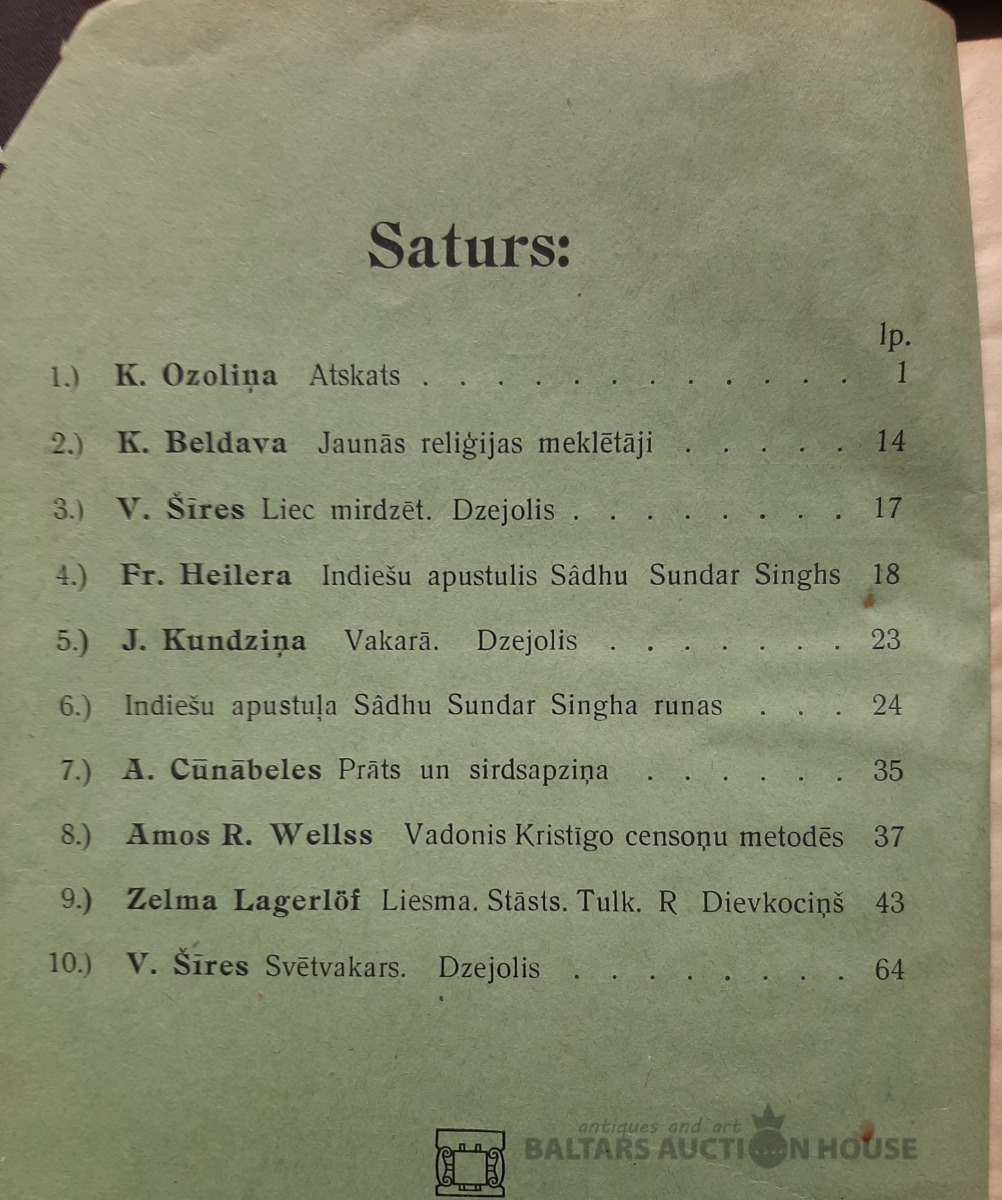 Saturs:
lp.
1.) K. Ozoliņa Atskats . . . . . . . . . . . . 1
2.) K. Beldava Jaunās reliģijas meklētāji . . . . . 14
3.) V. Šīres Liec mirdzēt. Dzejolis . . . . . . . . 17
4.) Fr. Heilera Indiešu apustulis Sâdhu Sundar Singhs 18
5.) J. Kundziņa Vakarā. Dzejolis . . . . . . . 23
6.) Indiešu apustuļa Sâdhu Sundar Singha runas . . . 24
7.) A. Cūnābeles Prāts un sirdsapziņa . . . . . . 35
8.) Amos R. Wellss Vadonis Kristīgo censoņu metodēs 37
9.) Zelma Lagerlöf Liesma. Stāsts. Tulk. R Dievkociņš 43
10.) V. Šīres Svētvakars. Dzejolis . . . . . . . . 64
antiques and art
BALTARS AUCTION HOUSE